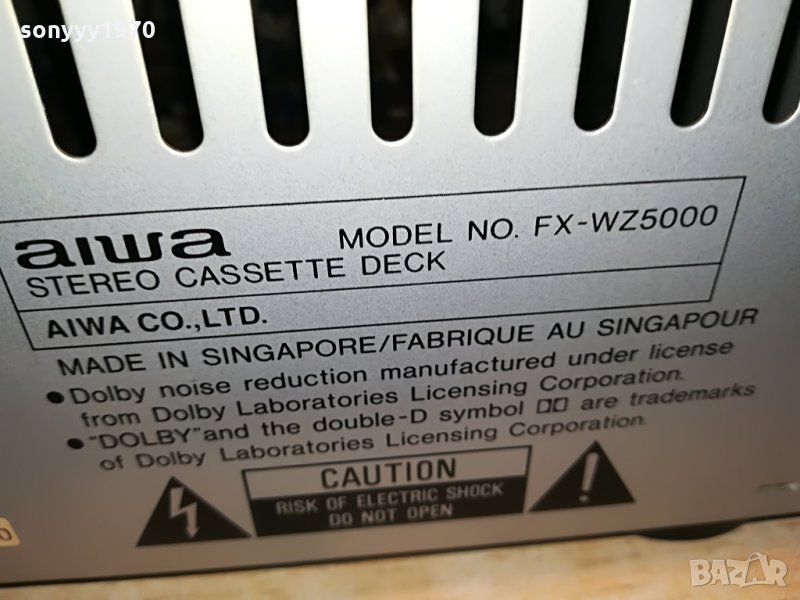 sonyyy1970
aiwa
MODEL NO. FX-WZ5000
STEREO CASSETTE DECK
AIWA CO.,LTD.
MADE IN SINGAPORE/FABRIQUE AU SINGAPOUR
●Dolby noise reduction manufactured under license
from Dolby Laboratories Licensing Corporation.
●"DOLBY"and the double-D symbol are trademarks
of Dolby Laboratories Licensing Corporation.
CAUTION
RISK OF ELECTRIC SHOCK
DO NOT OPEN
BAZAR